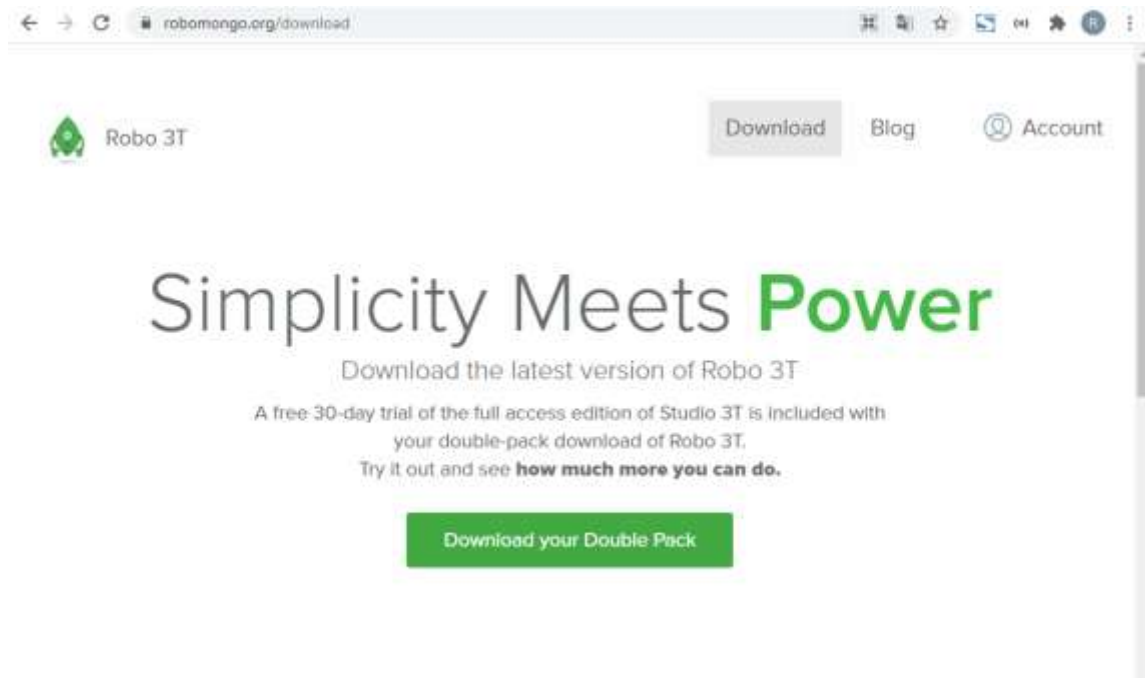 robomongo.org/download
R
Robo 3T
Download
Blog
Account
Simplicity Meets Power
Download the latest version of Robo 3T
A free 30-day trial of the full access edition of Studio 3T is included with
your double-pack download of Robo 3T.
Try it out and see how much more you can do.
Download your Double Pack